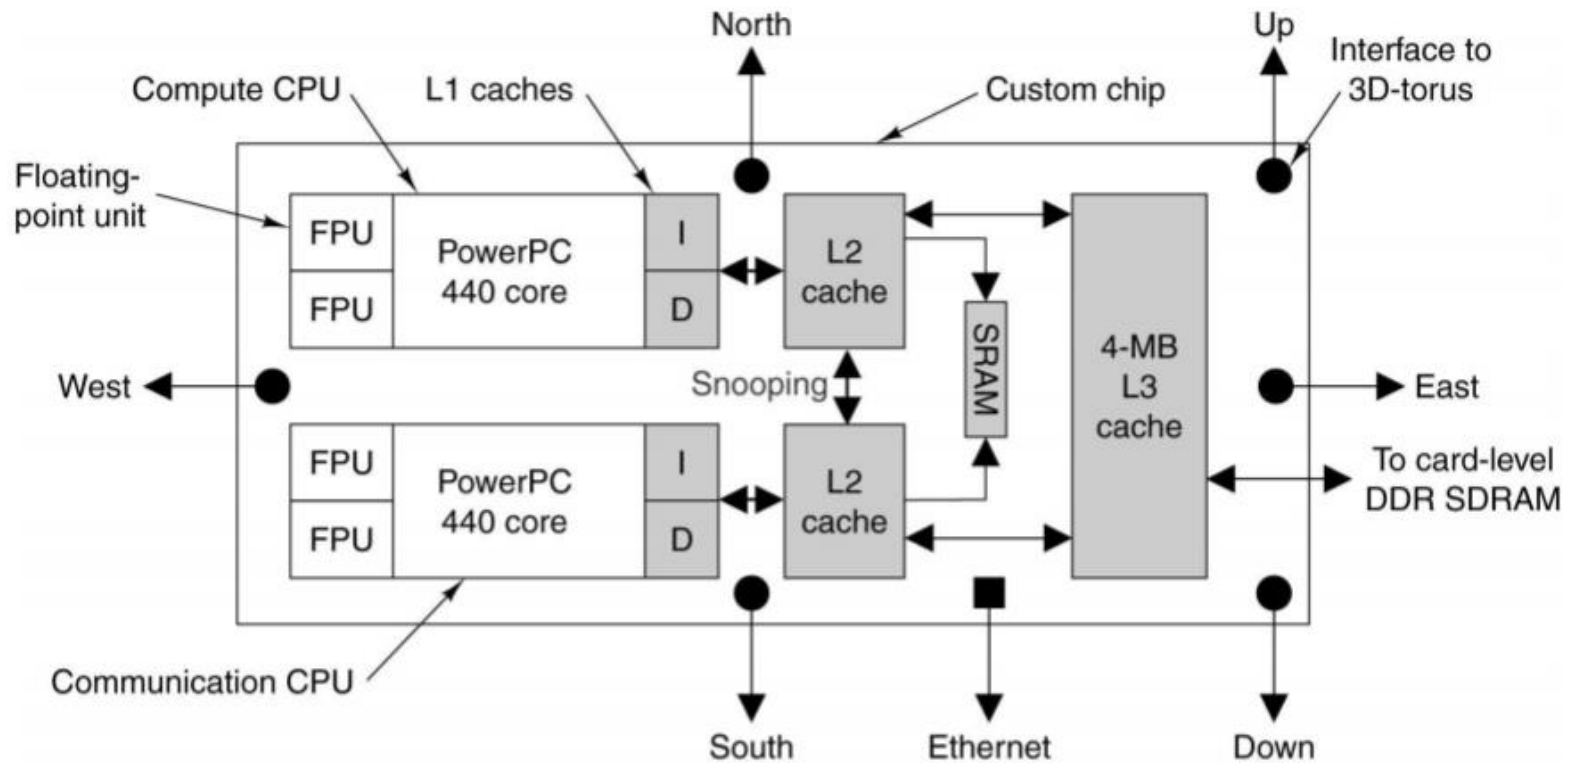 North
Up
Interface to
3D-torus
Compute CPU
L1 caches
Custom chip
Floating-
point unit
FPU
FPU
PowerPC
440 core
I
D
L2
cache
SRAM
4-MB
L3
cache
West
Snooping
East
FPU
FPU
PowerPC
440 core
I
D
L2
cache
To card-level
DDR SDRAM
Communication CPU
South
Ethernet
Down